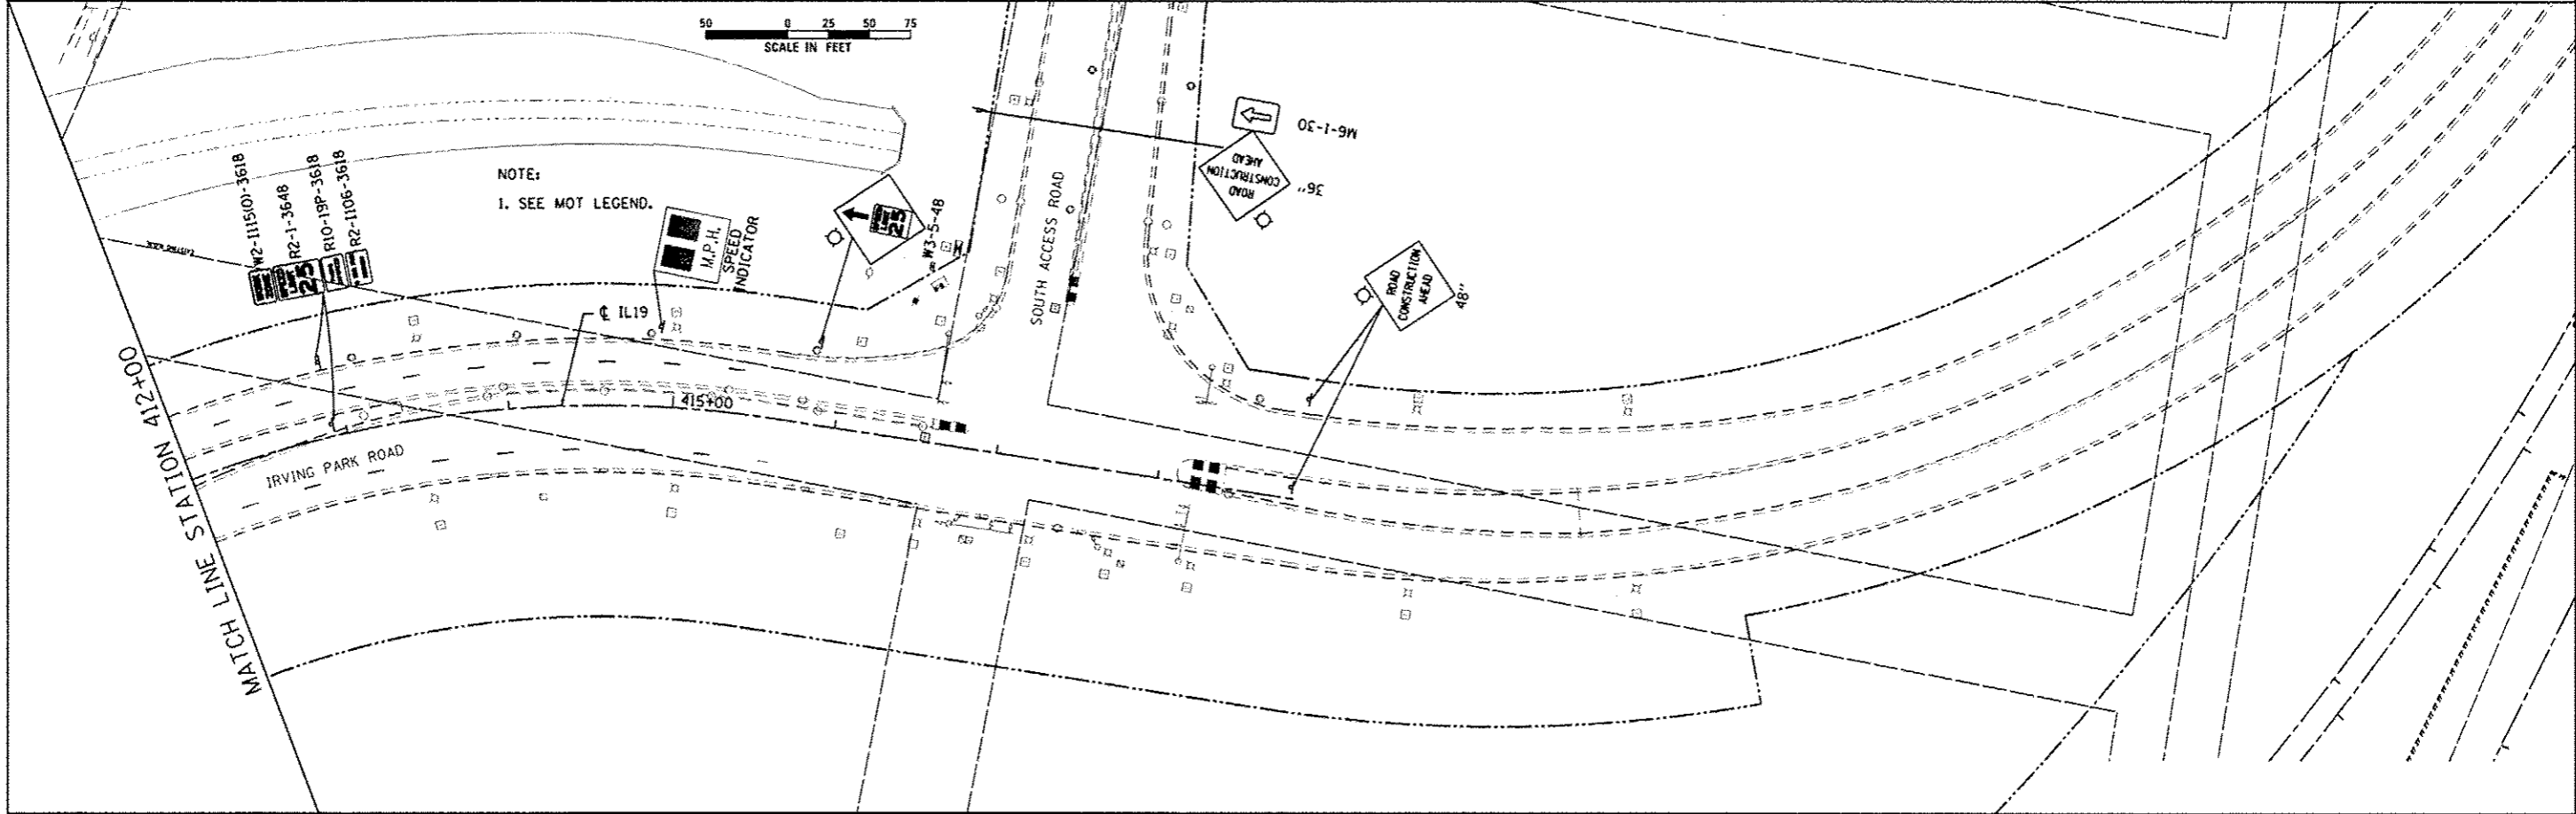 50 0 25 50 75
SCALE IN FEET
NOTE:
1. SEE MOT LEGEND.
W2-I115(O)-3618
R2-1-3648
R10-19P-3618
R2-I106-3618
25
M.P.H.
SPEED
INDICATOR
25
W3-5-48
H
SOUTH ACCESS ROAD
M6-1-30
ROAD
CONSTRUCTION
AHEAD
36"
ROAD
CONSTRUCTION
AHEAD
48"
℄ IL19
415+00
IRVING PARK ROAD
MATCH LINE STATION 412+00